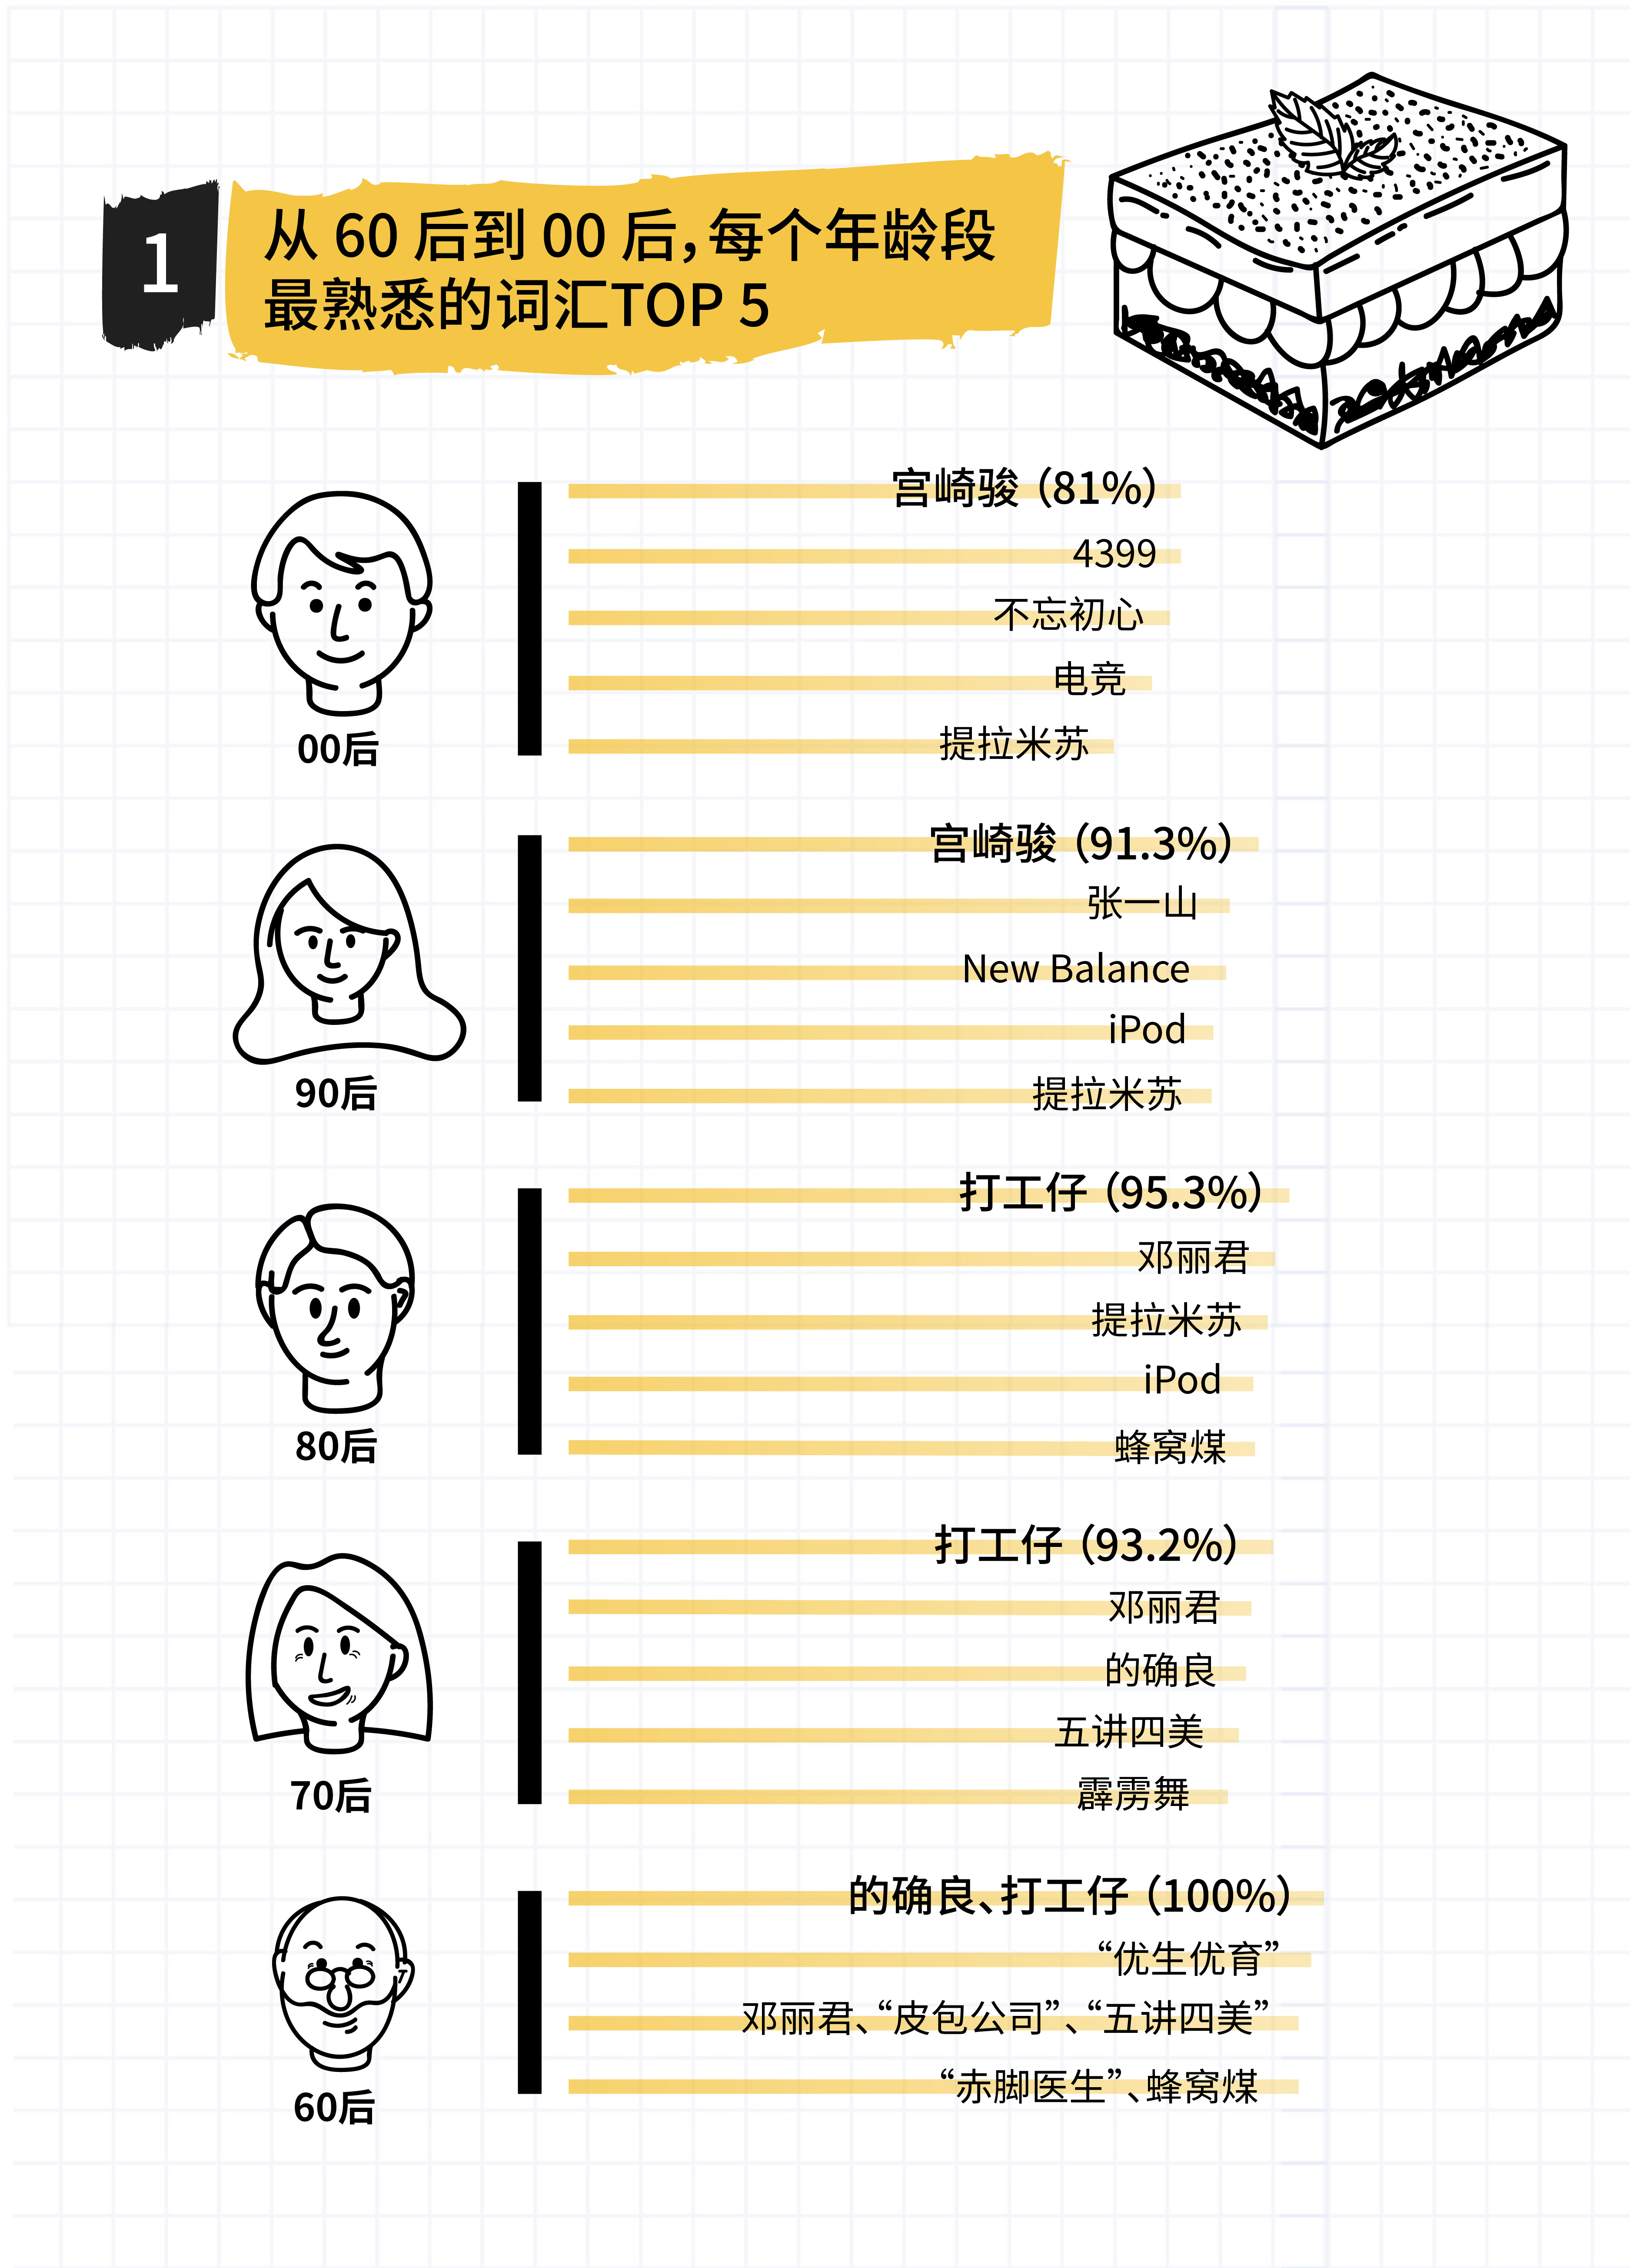 1
从 60 后到 00 后，每个年龄段
最熟悉的词汇TOP 5
宫崎骏（81%）
4399
不忘初心
电竞
提拉米苏
00后
宫崎骏（91.3%）
张一山
New Balance
iPod
提拉米苏
90后
打工仔（95.3%）
邓丽君
提拉米苏
iPod
蜂窝煤
80后
打工仔（93.2%）
邓丽君
的确良
五讲四美
霹雳舞
70后
的确良、打工仔（100%）
“优生优育”
邓丽君、“皮包公司”、“五讲四美”
“赤脚医生”、蜂窝煤
60后